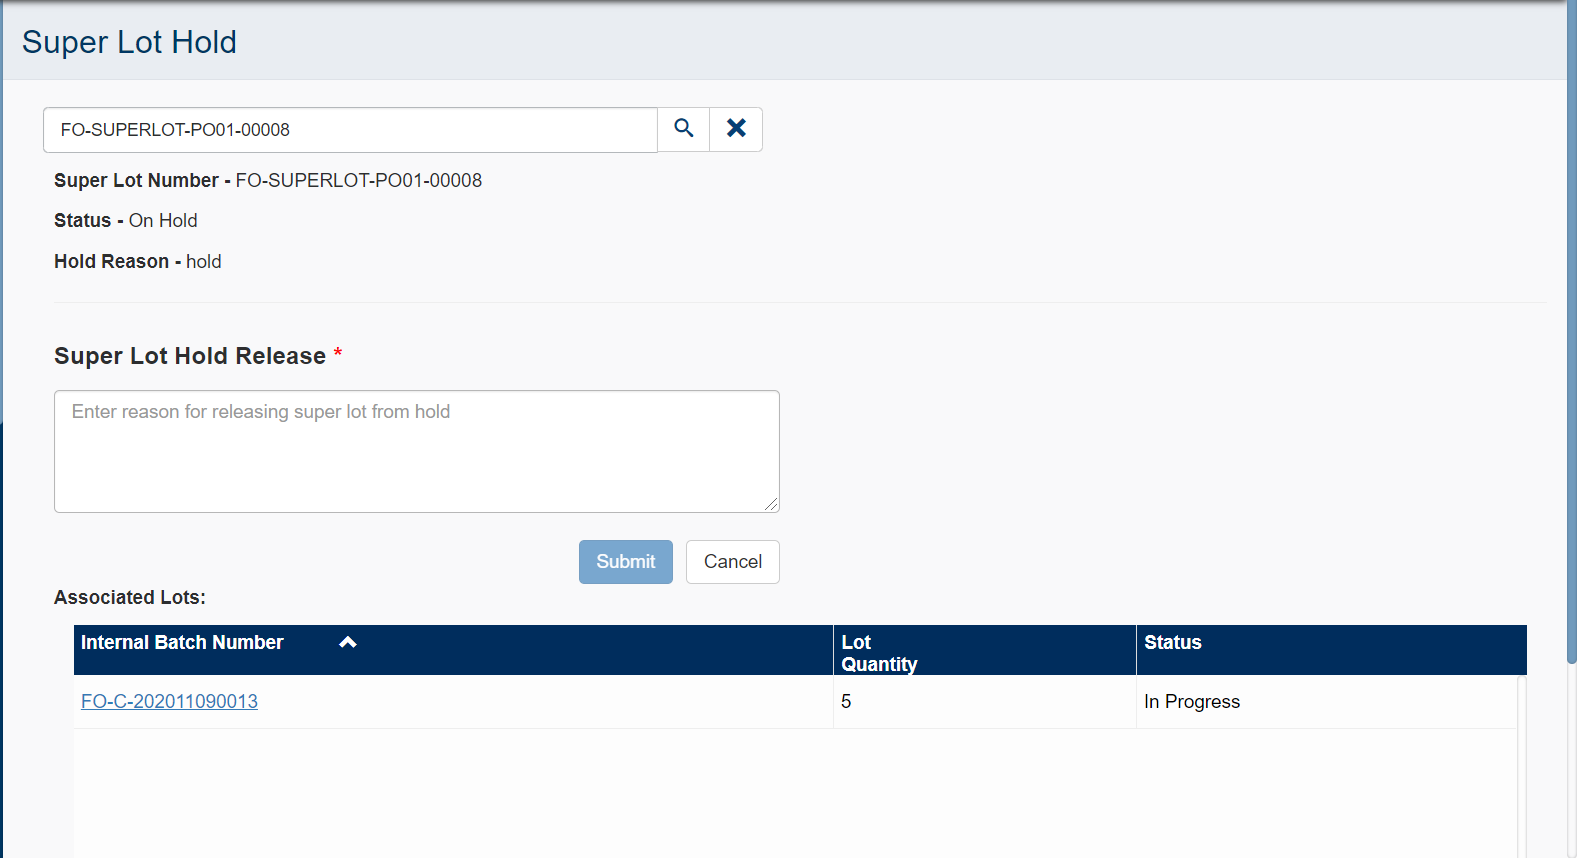 Super Lot Hold
FO-SUPERLOT-PO01-00008
Super Lot Number - FO-SUPERLOT-PO01-00008
Status - On Hold
Hold Reason - hold
Super Lot Hold Release *
Enter reason for releasing super lot from hold
Submit Cancel
Associated Lots:
Internal Batch Number Lot Quantity Status
FO-C-202011090013 5 In Progress